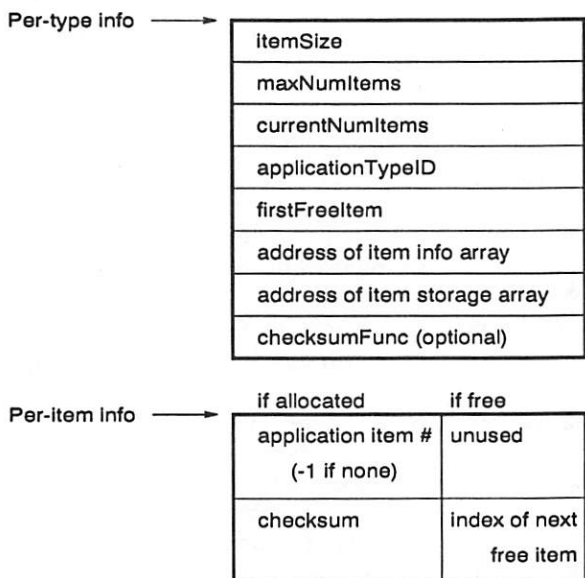 Per-type info
itemSize
maxNumItems
currentNumItems
applicationTypeID
firstFreeItem
address of item info array
address of item storage array
checksumFunc (optional)
if allocated if free
Per-item info
application item # unused
(-1 if none)
checksum index of next
free item